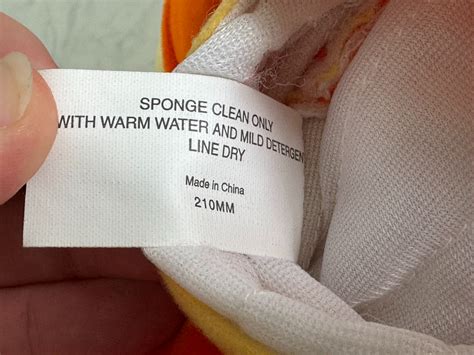 SPONGE CLEAN ONLY
WITH WARM WATER AND MILD DETERGEN
LINE DRY
Made in China
210MM